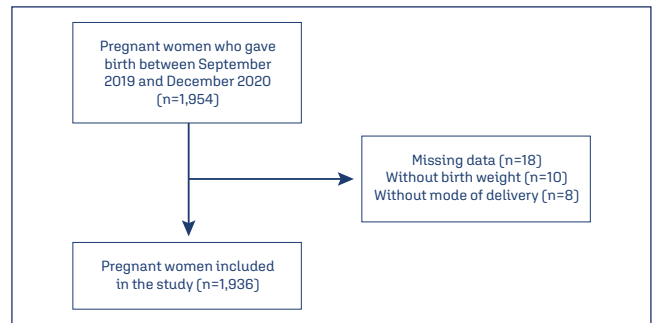 Pregnant women who gave
birth between September
2019 and December 2020
(n=1,954)
Missing data (n=18)
Without birth weight (n=10)
Without mode of delivery (n=8)
Pregnant women included
in the study (n=1,936)